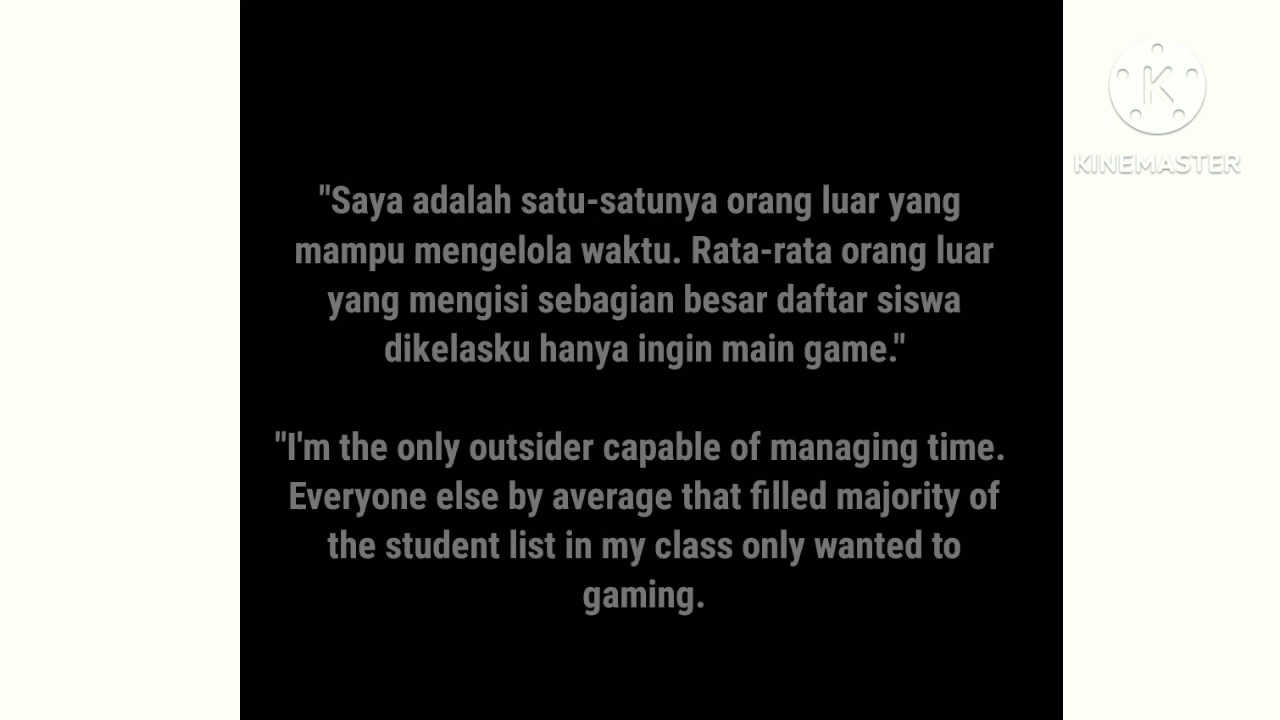 "Saya adalah satu-satunya orang luar yang
mampu mengelola waktu. Rata-rata orang luar
yang mengisi sebagian besar daftar siswa
dikelasku hanya ingin main game."
"I'm the only outsider capable of managing time.
Everyone else by average that filled majority of
the student list in my class only wanted to
gaming.
K
KINEMASTER